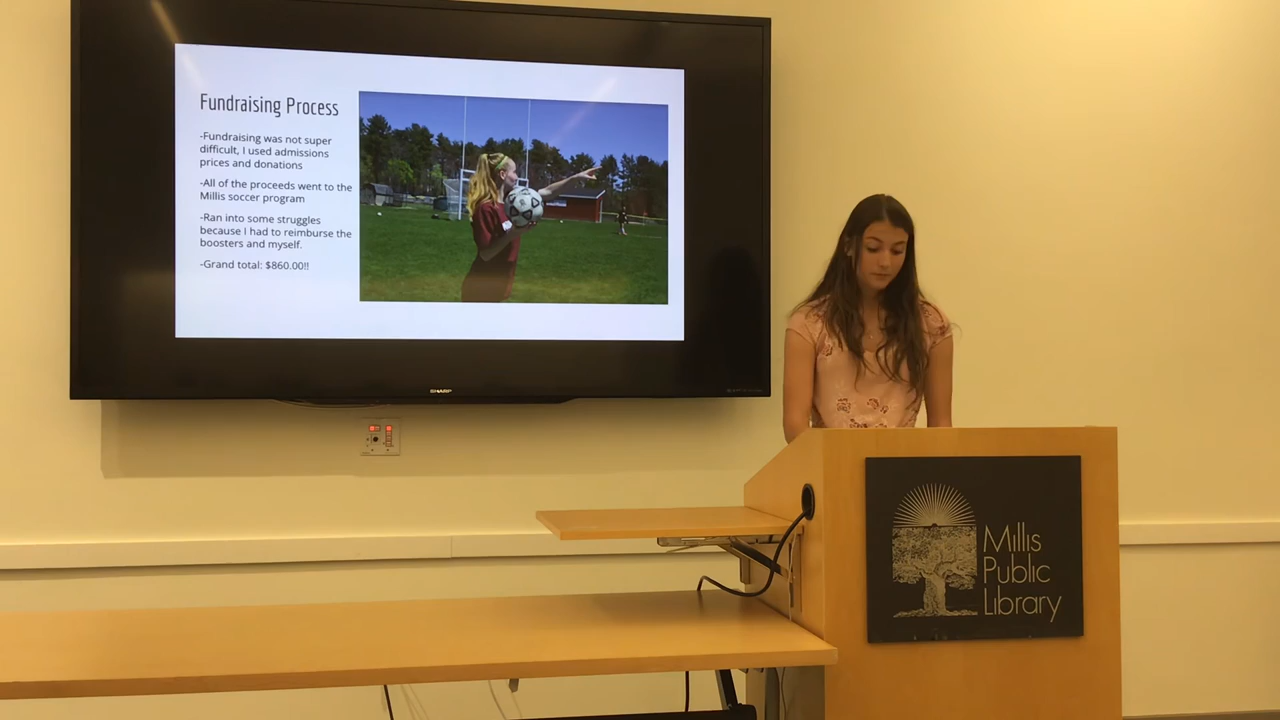 Fundraising Process
-Fundraising was not super
difficult, I used admissions
prices and donations
-All of the proceeds went to the
Millis soccer program
-Ran into some struggles
because I had to reimburse the
boosters and myself.
-Grand total: $860.00!!
SHARP
Millis
Public
Library